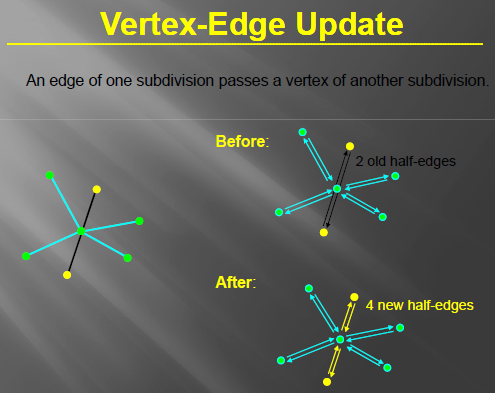 Vertex-Edge Update
An edge of one subdivision passes a vertex of another subdivision.
Before:
2 old half-edges
After:
4 new half-edges